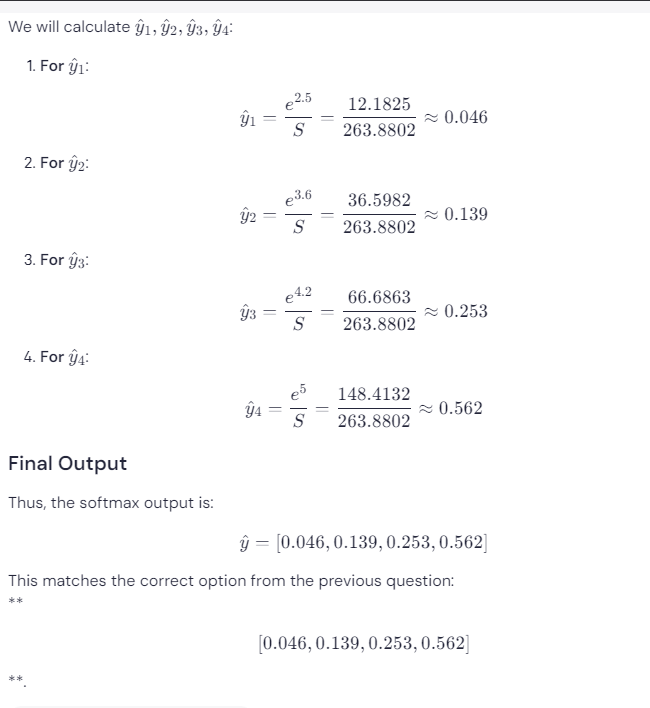 We will calculate ŷ₁, ŷ₂, ŷ₃, ŷ₄:
1. For ŷ₁:
ŷ₁ = e^2.5 / S = 12.1825 / 263.8802 ≈ 0.046
2. For ŷ₂:
ŷ₂ = e^3.6 / S = 36.5982 / 263.8802 ≈ 0.139
3. For ŷ₃:
ŷ₃ = e^4.2 / S = 66.6863 / 263.8802 ≈ 0.253
4. For ŷ₄:
ŷ₄ = e^5 / S = 148.4132 / 263.8802 ≈ 0.562
Final Output
Thus, the softmax output is:
ŷ = [0.046, 0.139, 0.253, 0.562]
This matches the correct option from the previous question:
**
[0.046, 0.139, 0.253, 0.562]
**.